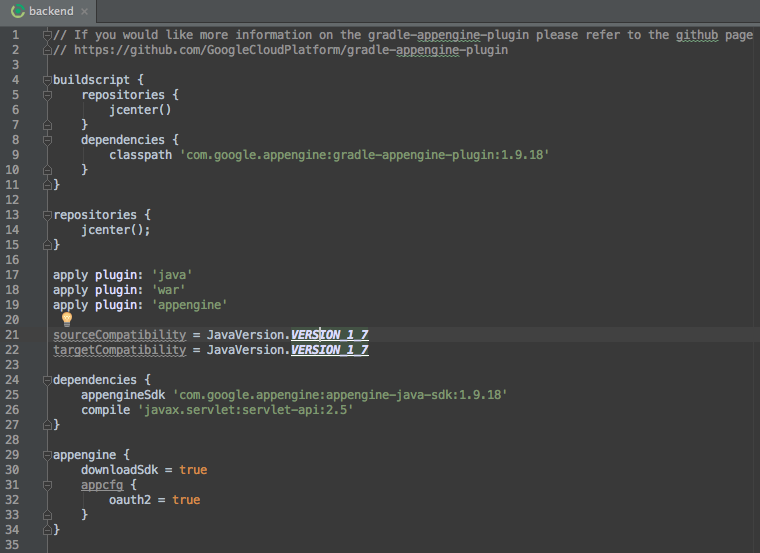 backend
1 // If you would like more information on the gradle-appengine-plugin please refer to the github page
2 // https://github.com/GoogleCloudPlatform/gradle-appengine-plugin
3
4 buildscript {
5     repositories {
6         jcenter()
7     }
8     dependencies {
9         classpath 'com.google.appengine:gradle-appengine-plugin:1.9.18'
10     }
11 }
12
13 repositories {
14     jcenter();
15 }
16
17 apply plugin: 'java'
18 apply plugin: 'war'
19 apply plugin: 'appengine'
20
21 sourceCompatibility = JavaVersion.VERSION_1_7
22 targetCompatibility = JavaVersion.VERSION_1_7
23
24 dependencies {
25     appengineSdk 'com.google.appengine:appengine-java-sdk:1.9.18'
26     compile 'javax.servlet:servlet-api:2.5'
27 }
28
29 appengine {
30     downloadSdk = true
31     appcfg {
32         oauth2 = true
33     }
34 }
35